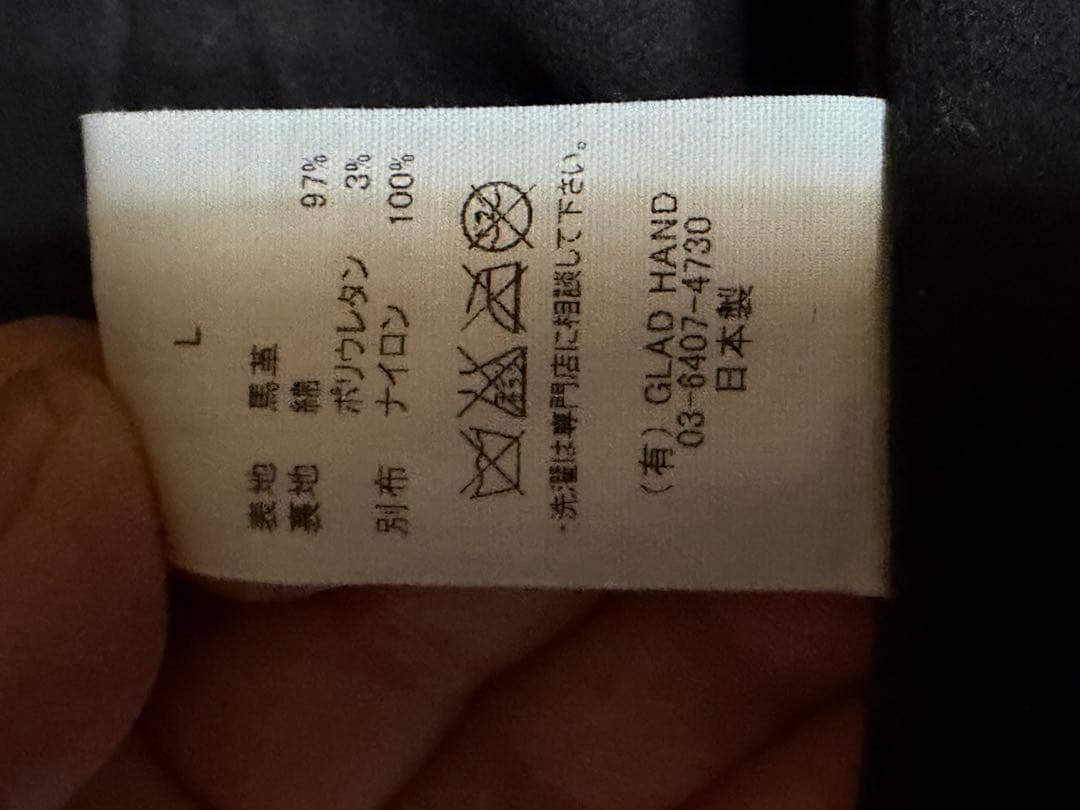 L
表地 馬革
裏地 綿 97%
ポリウレタン 3%
別布 ナイロン 100%
・洗濯は専門店に相談して下さい。
(有) GLAD HAND
03-6407-4730
日本製